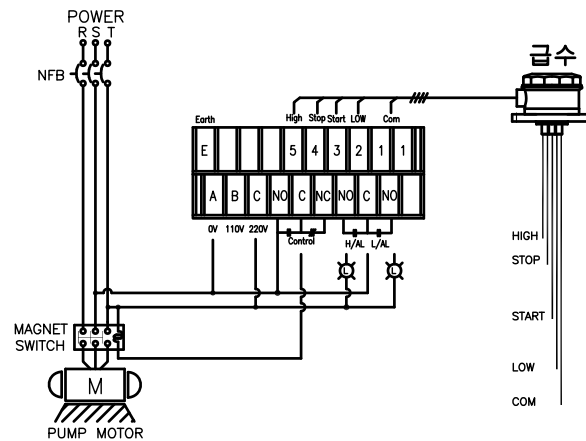 POWER
R S T
NFB
급수
High Stop Start LOW Com
Earth
E 5 4 3 2 1 1
A B C NO C NC NO C NO
0V 110V 220V
Control H/AL L/AL
L L
HIGH
STOP
START
LOW
COM
MAGNET
SWITCH
M
PUMP MOTOR